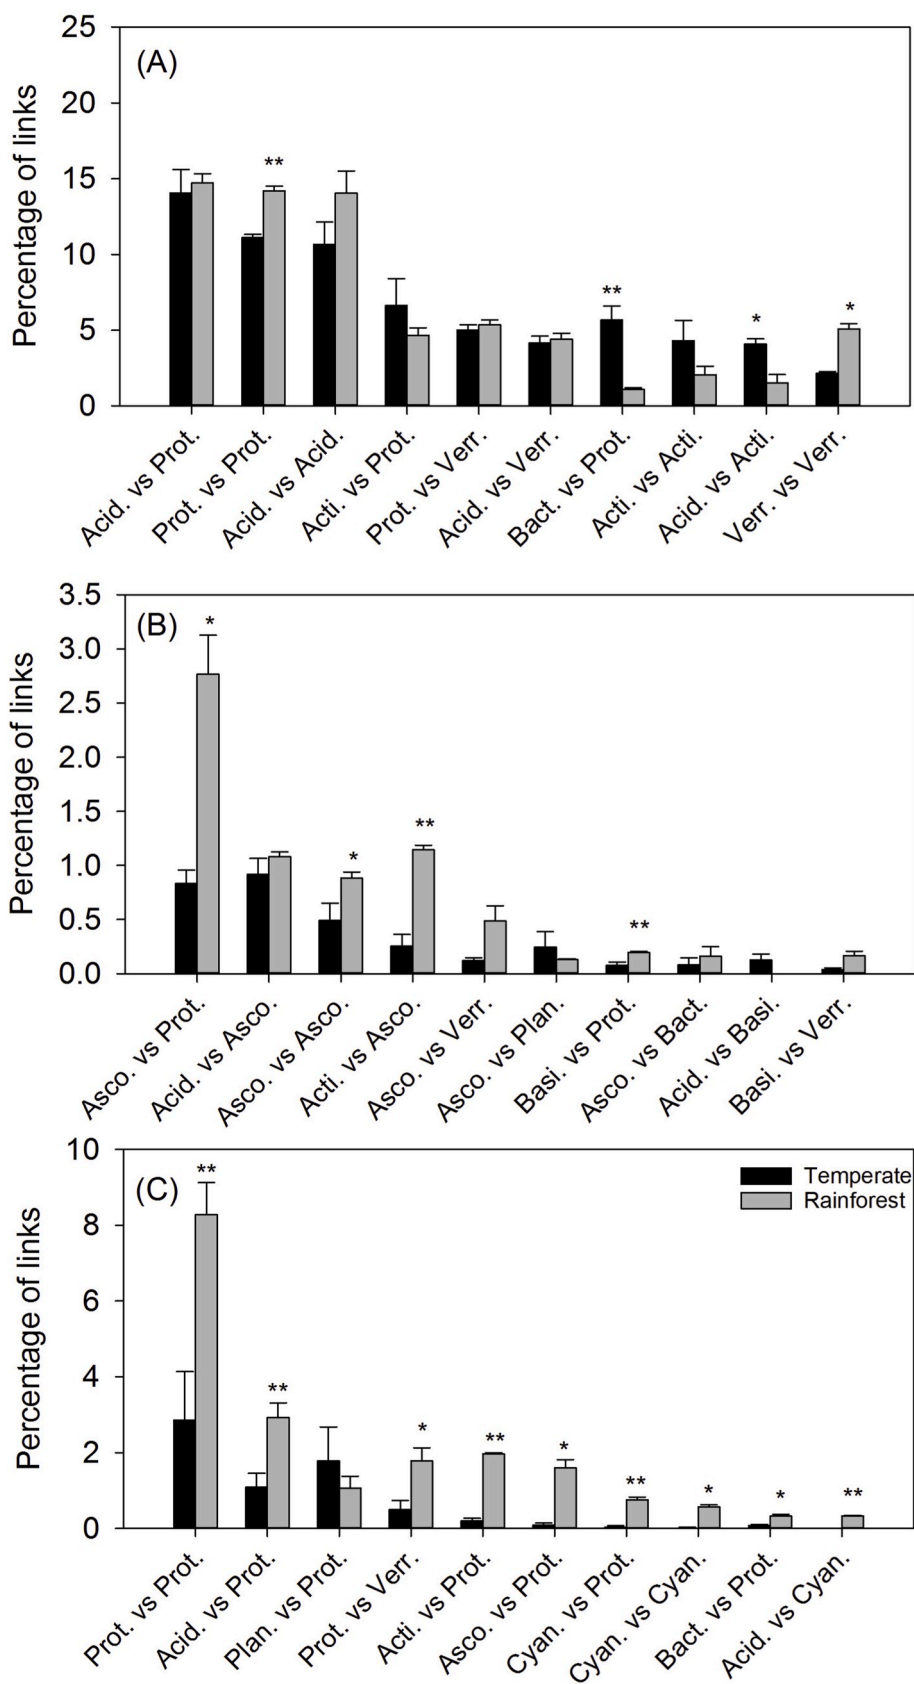 (A)
Percentage of links
25
20
15
10
5
0
**
**
*
*
Acid. vs Prot.
Prot. vs Prot.
Acid. vs Acid.
Acti. vs Prot.
Prot. vs Verr.
Acid. vs Verr.
Bact. vs Prot.
Acti. vs Acti.
Acid. vs Acti.
Verr. vs Verr.
(B)
Percentage of links
3.5
3.0
2.5
2.0
1.5
1.0
0.5
0.0
*
*
**
**
Asco. vs Prot.
Acid. vs Asco.
Asco. vs Asco.
Acti. vs Asco.
Asco. vs Verr.
Asco. vs Plan.
Basi. vs Prot.
Asco. vs Bact.
Acid. vs Basi.
Basi. vs Verr.
(C)
Temperate
Rainforest
Percentage of links
10
8
6
4
2
0
**
**
*
**
*
**
*
*
**
Prot. vs Prot.
Acid. vs Prot.
Plan. vs Prot.
Prot. vs Verr.
Acti. vs Prot.
Asco. vs Prot.
Cyan. vs Prot.
Cyan. vs Cyan.
Bact. vs Prot.
Acid. vs Cyan.